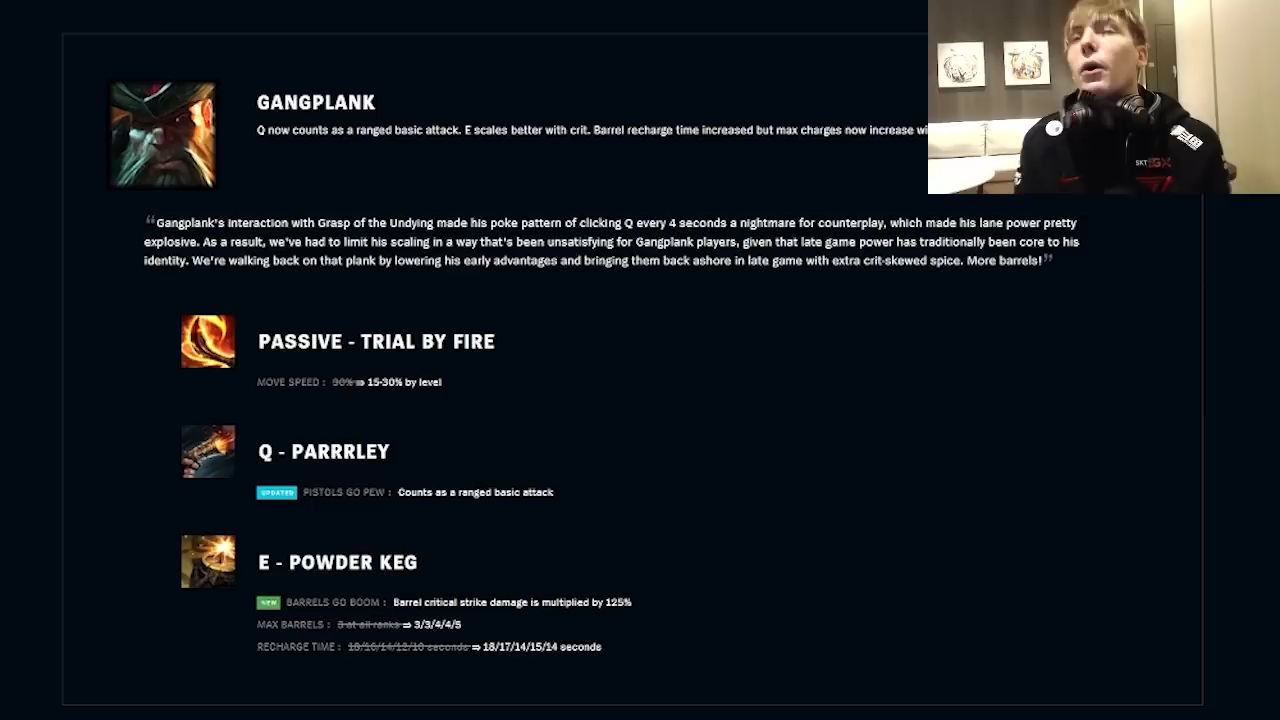 GANGPLANK
Q now counts as a ranged basic attack. E scales better with crit. Barrel recharge time increased but max charges now increase wi
“Gangplank's interaction with Grasp of the Undying made his poke pattern of clicking Q every 4 seconds a nightmare for counterplay, which made his lane power pretty
explosive. As a result, we've had to limit his scaling in a way that's been unsatisfying for Gangplank players, given that late game power has traditionally been core to his
identity. We're walking back on that plank by lowering his early advantages and bringing them back ashore in late game with extra crit-skewed spice. More barrels!”
PASSIVE - TRIAL BY FIRE
MOVE SPEED : 30% ⇒ 15-30% by level
Q - PARRRLEY
UPDATED PISTOLS GO PEW : Counts as a ranged basic attack
E - POWDER KEG
NEW BARRELS GO BOOM : Barrel critical strike damage is multiplied by 125%
MAX BARRELS : 3 at all ranks ⇒ 3/3/4/4/5
RECHARGE TIME : 18/16/14/12/10 seconds ⇒ 18/17/14/15/14 seconds
SKT